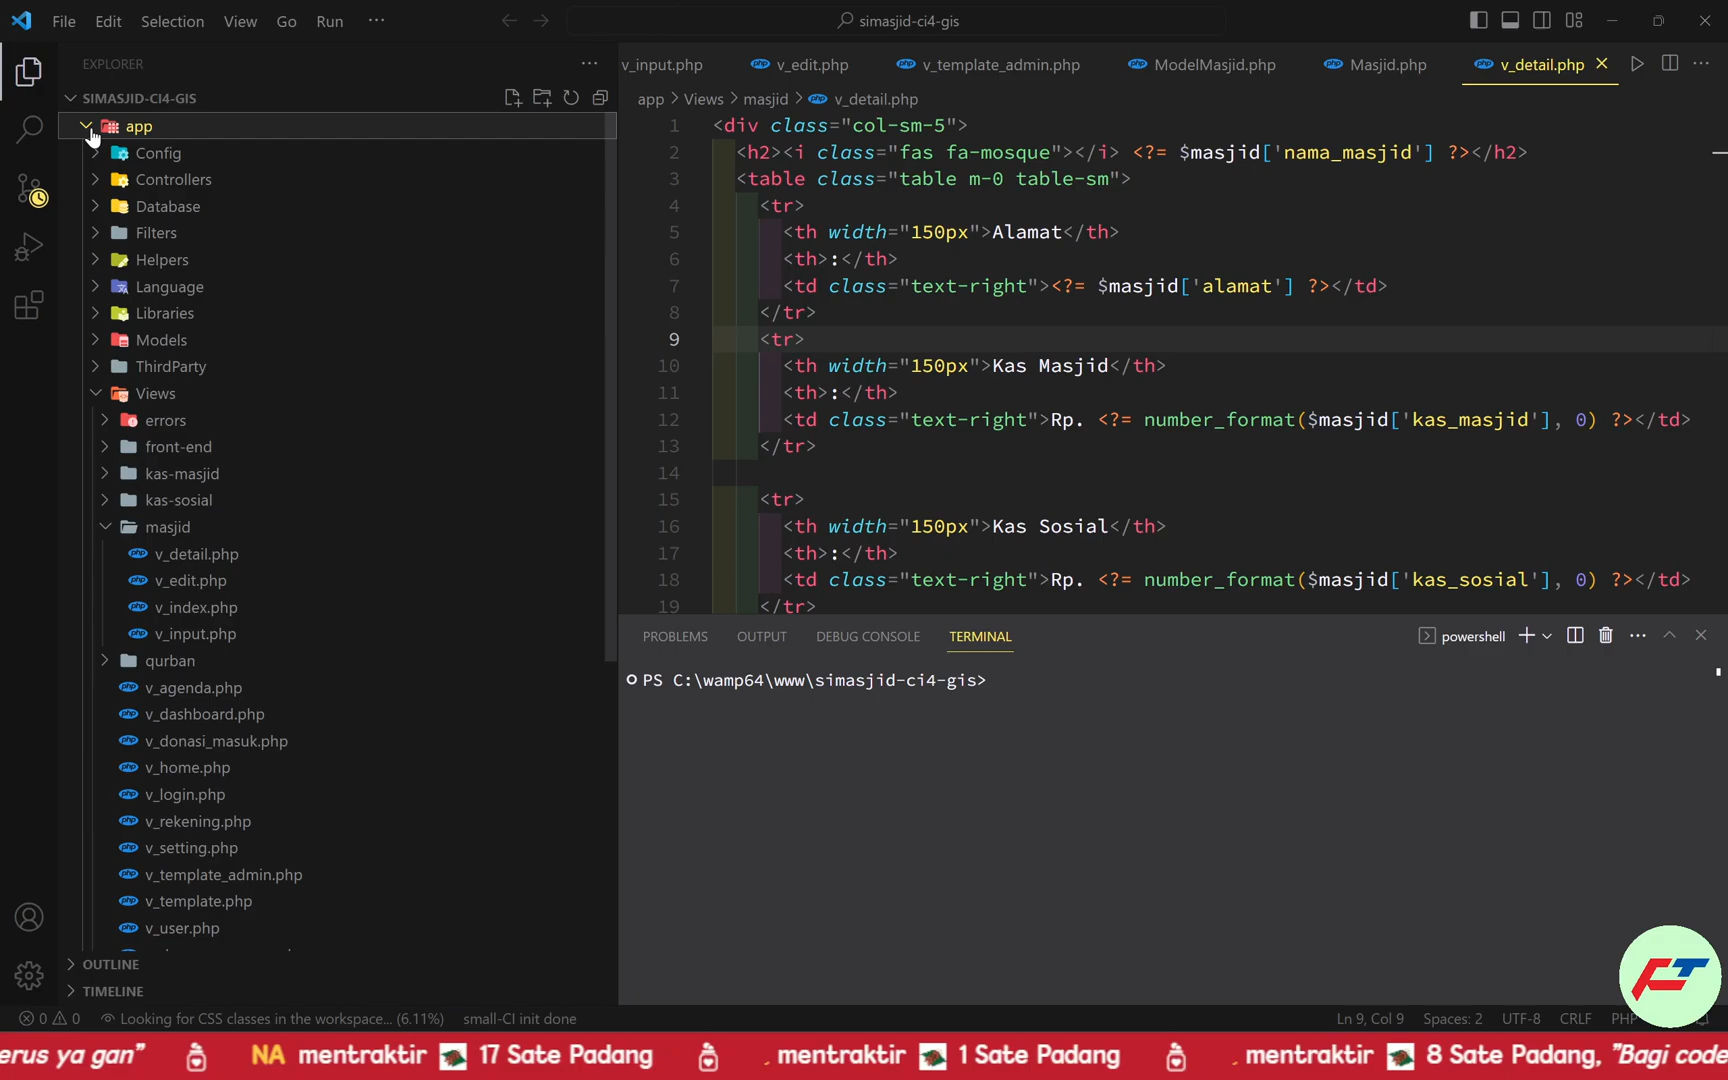 File Edit Selection View Go Run ···
simasjid-ci4-gis
EXPLORER
SIMASJID-CI4-GIS
app
Config
Controllers
Database
Filters
Helpers
Language
Libraries
Models
ThirdParty
Views
errors
front-end
kas-masjid
kas-sosial
masjid
v_detail.php
v_edit.php
v_index.php
v_input.php
qurban
v_agenda.php
v_dashboard.php
v_donasi_masuk.php
v_home.php
v_login.php
v_rekening.php
v_setting.php
v_template_admin.php
v_template.php
v_user.php
OUTLINE
TIMELINE
v_input.php v_edit.php v_template_admin.php ModelMasjid.php Masjid.php v_detail.php
app > Views > masjid > v_detail.php
1 <div class="col-sm-5">
2 <h2><i class="fas fa-mosque"></i> <?= $masjid['nama_masjid'] ?></h2>
3 <table class="table m-0 table-sm">
4 <tr>
5 <th width="150px">Alamat</th>
6 <th>:</th>
7 <td class="text-right"><?= $masjid['alamat'] ?></td>
8 </tr>
9 <tr>
10 <th width="150px">Kas Masjid</th>
11 <th>:</th>
12 <td class="text-right">Rp. <?= number_format($masjid['kas_masjid'], 0) ?></td>
13 </tr>
14
15 <tr>
16 <th width="150px">Kas Sosial</th>
17 <th>:</th>
18 <td class="text-right">Rp. <?= number_format($masjid['kas_sosial'], 0) ?></td>
19 </tr>
PROBLEMS OUTPUT DEBUG CONSOLE TERMINAL powershell
PS C:\wamp64\www\simasjid-ci4-gis>
0 0 Looking for CSS classes in the workspace... (6.11%) small-CI init done Ln 9, Col 9 Spaces: 2 UTF-8 CRLF PHP
FT
erus ya gan" NA mentraktir 17 Sate Padang . mentraktir 1 Sate Padang . mentraktir 8 Sate Padang, "Bagi code